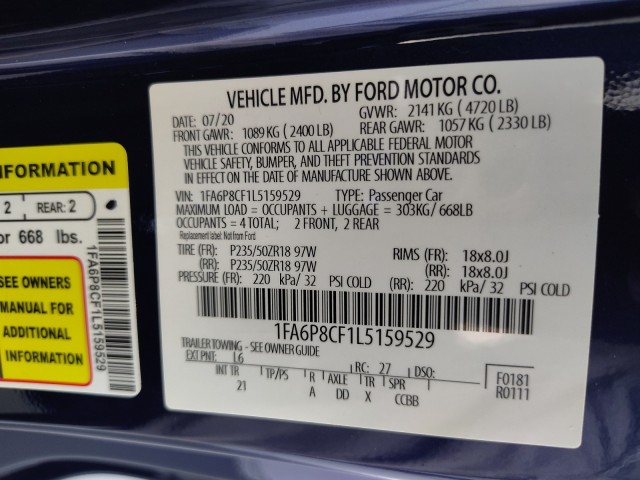 VEHICLE MFD. BY FORD MOTOR CO.
DATE: 07/20 GVWR: 2141 KG ( 4720 LB)
FRONT GAWR: 1089 KG ( 2400 LB) REAR GAWR: 1057 KG ( 2330 LB)
THIS VEHICLE CONFORMS TO ALL APPLICABLE FEDERAL MOTOR
VEHICLE SAFETY, BUMPER, AND THEFT PREVENTION STANDARDS
IN EFFECT ON THE DATE OF MANUFACTURE SHOWN ABOVE.
VIN: 1FA6P8CF1L5159529 TYPE: Passenger Car
MAXIMUM LOAD = OCCUPANTS + LUGGAGE = 303KG/ 668LB
OCCUPANTS = 4 TOTAL; 2 FRONT, 2 REAR
Replacement label: Not from Ford
TIRE (FR): P235/50ZR18 97W RIMS (FR): 18x8.0J
(RR): P235/50ZR18 97W (RR): 18x8.0J
PRESSURE (FR): 220 kPa/ 32 PSI COLD (RR): 220 kPa/ 32 PSI COLD
1FA6P8CF1L5159529
TRAILER TOWING - SEE OWNER GUIDE
EXT PNT: L6 RC: 27 DSO:
INT TR TP/PS R AXLE TR SPR
21 A DD X CCBB
F0181
R0111
INFORMATION
2 REAR: 2
or 668 lbs.
SEE OWNERS
MANUAL FOR
ADDITIONAL
INFORMATION
1FA6P8CF1L5159529